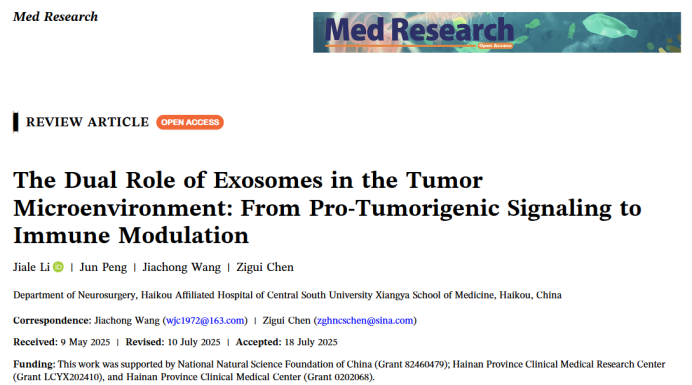 Med Research
Med Research
Open Access
REVIEW ARTICLE OPEN ACCESS
The Dual Role of Exosomes in the Tumor
Microenvironment: From Pro-Tumorigenic Signaling to
Immune Modulation
Jiale Li iD | Jun Peng | Jiachong Wang | Zigui Chen
Department of Neurosurgery, Haikou Affiliated Hospital of Central South University Xiangya School of Medicine, Haikou, China
Correspondence: Jiachong Wang (wjc1972@163.com) | Zigui Chen (zghncschen@sina.com)
Received: 9 May 2025 | Revised: 10 July 2025 | Accepted: 18 July 2025
Funding: This work was supported by National Natural Science Foundation of China (Grant 82460479); Hainan Province Clinical Medical Research Center
(Grant LCYX202410), and Hainan Province Clinical Medical Center (Grant 0202068).